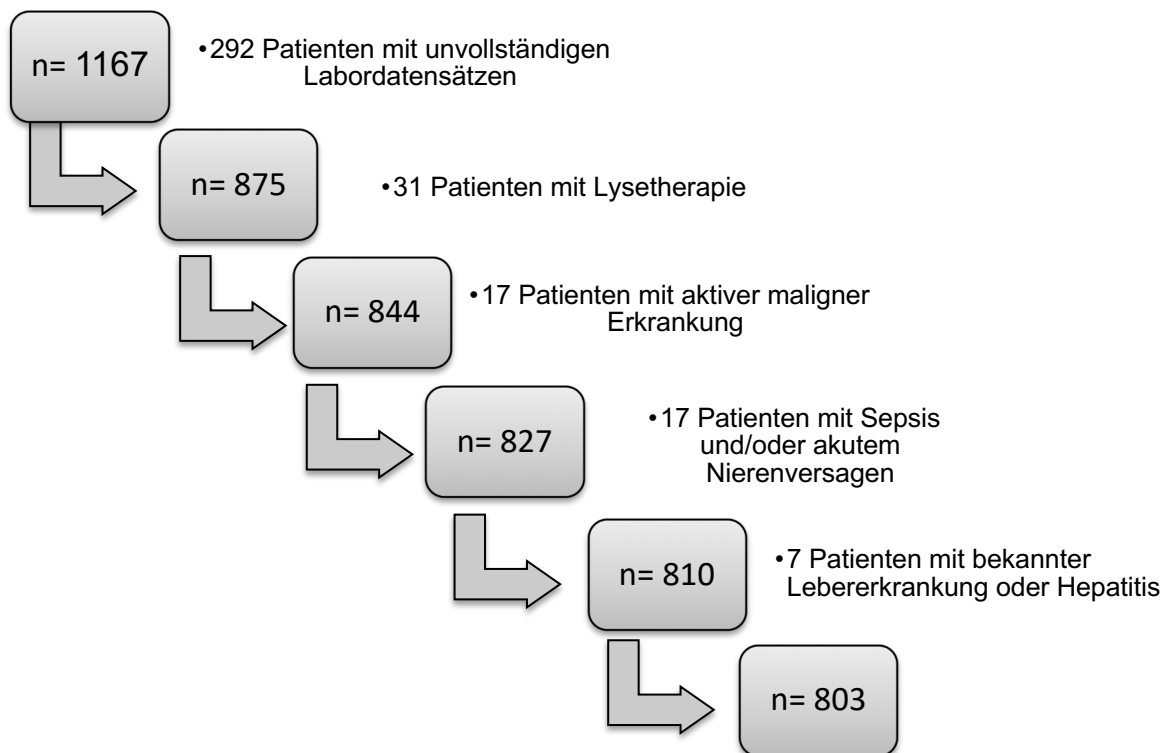 n= 1167
•292 Patienten mit unvollständigen
Labordatensätzen
n= 875
•31 Patienten mit Lysetherapie
n= 844
•17 Patienten mit aktiver maligner
Erkrankung
n= 827
•17 Patienten mit Sepsis
und/oder akutem
Nierenversagen
n= 810
•7 Patienten mit bekannter
Lebererkrankung oder Hepatitis
n= 803